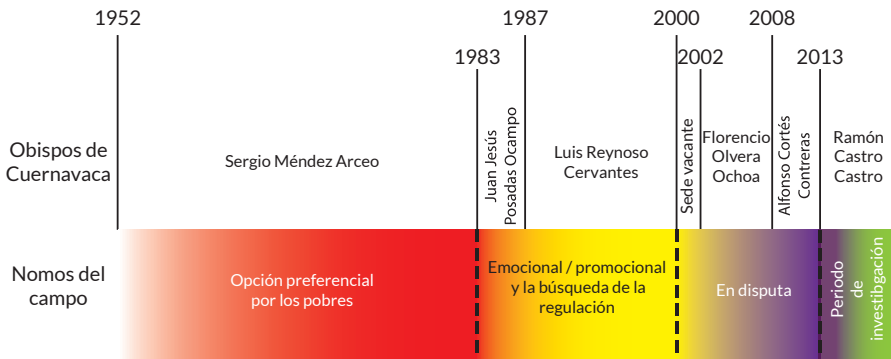 1952
1987
2000
2008
1983
2002
2013
Obispos de
Cuernavaca
Sergio Méndez Arceo
Juan Jesús
Posadas Ocampo
Luis Reynoso
Cervantes
Sede vacante
Florencio
Olvera
Ochoa
Alfonso Cortés
Contreras
Ramón
Castro
Castro
Nomos del
campo
Opción preferencial
por los pobres
Emocional / promocional
y la búsqueda de la
regulación
En disputa
Periodo
de
investibgación